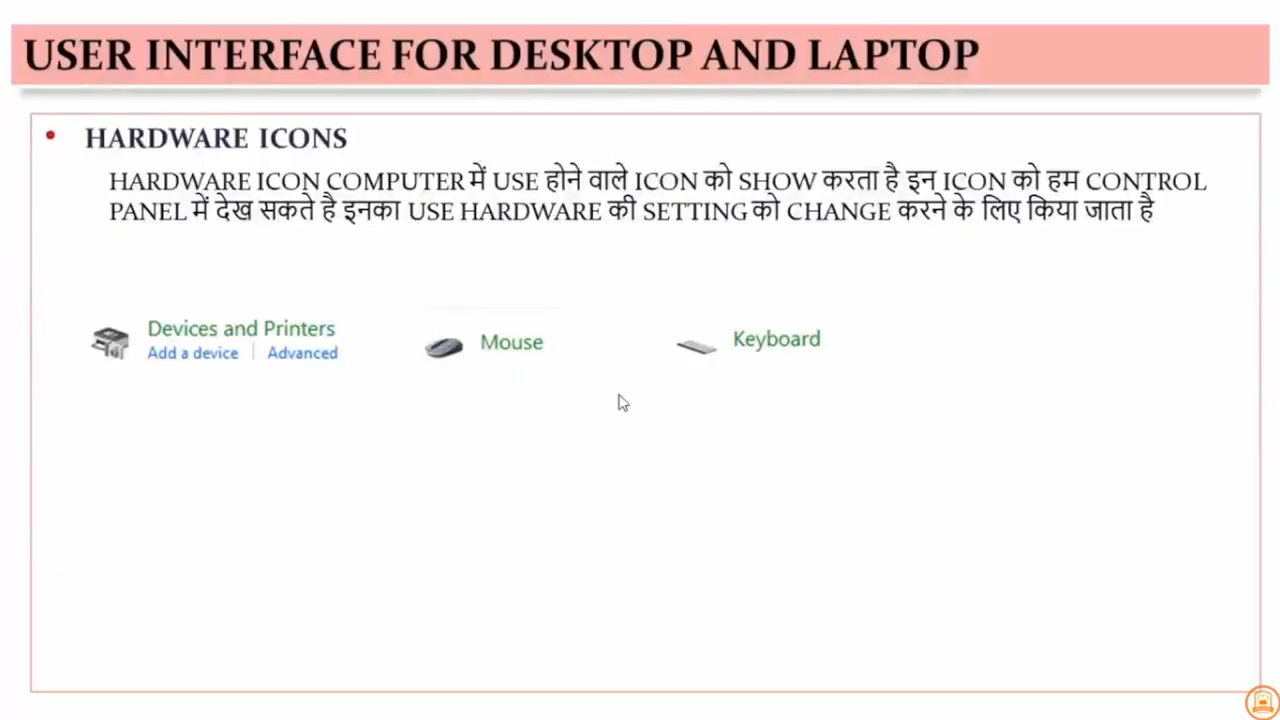 USER INTERFACE FOR DESKTOP AND LAPTOP
• HARDWARE ICONS
HARDWARE ICON COMPUTER में USE होने वाले ICON को SHOW करता है इन ICON को हम CONTROL
PANEL में देख सकते है इनका USE HARDWARE की SETTING को CHANGE करने के लिए किया जाता है
Devices and Printers
Add a device | Advanced
Mouse
Keyboard